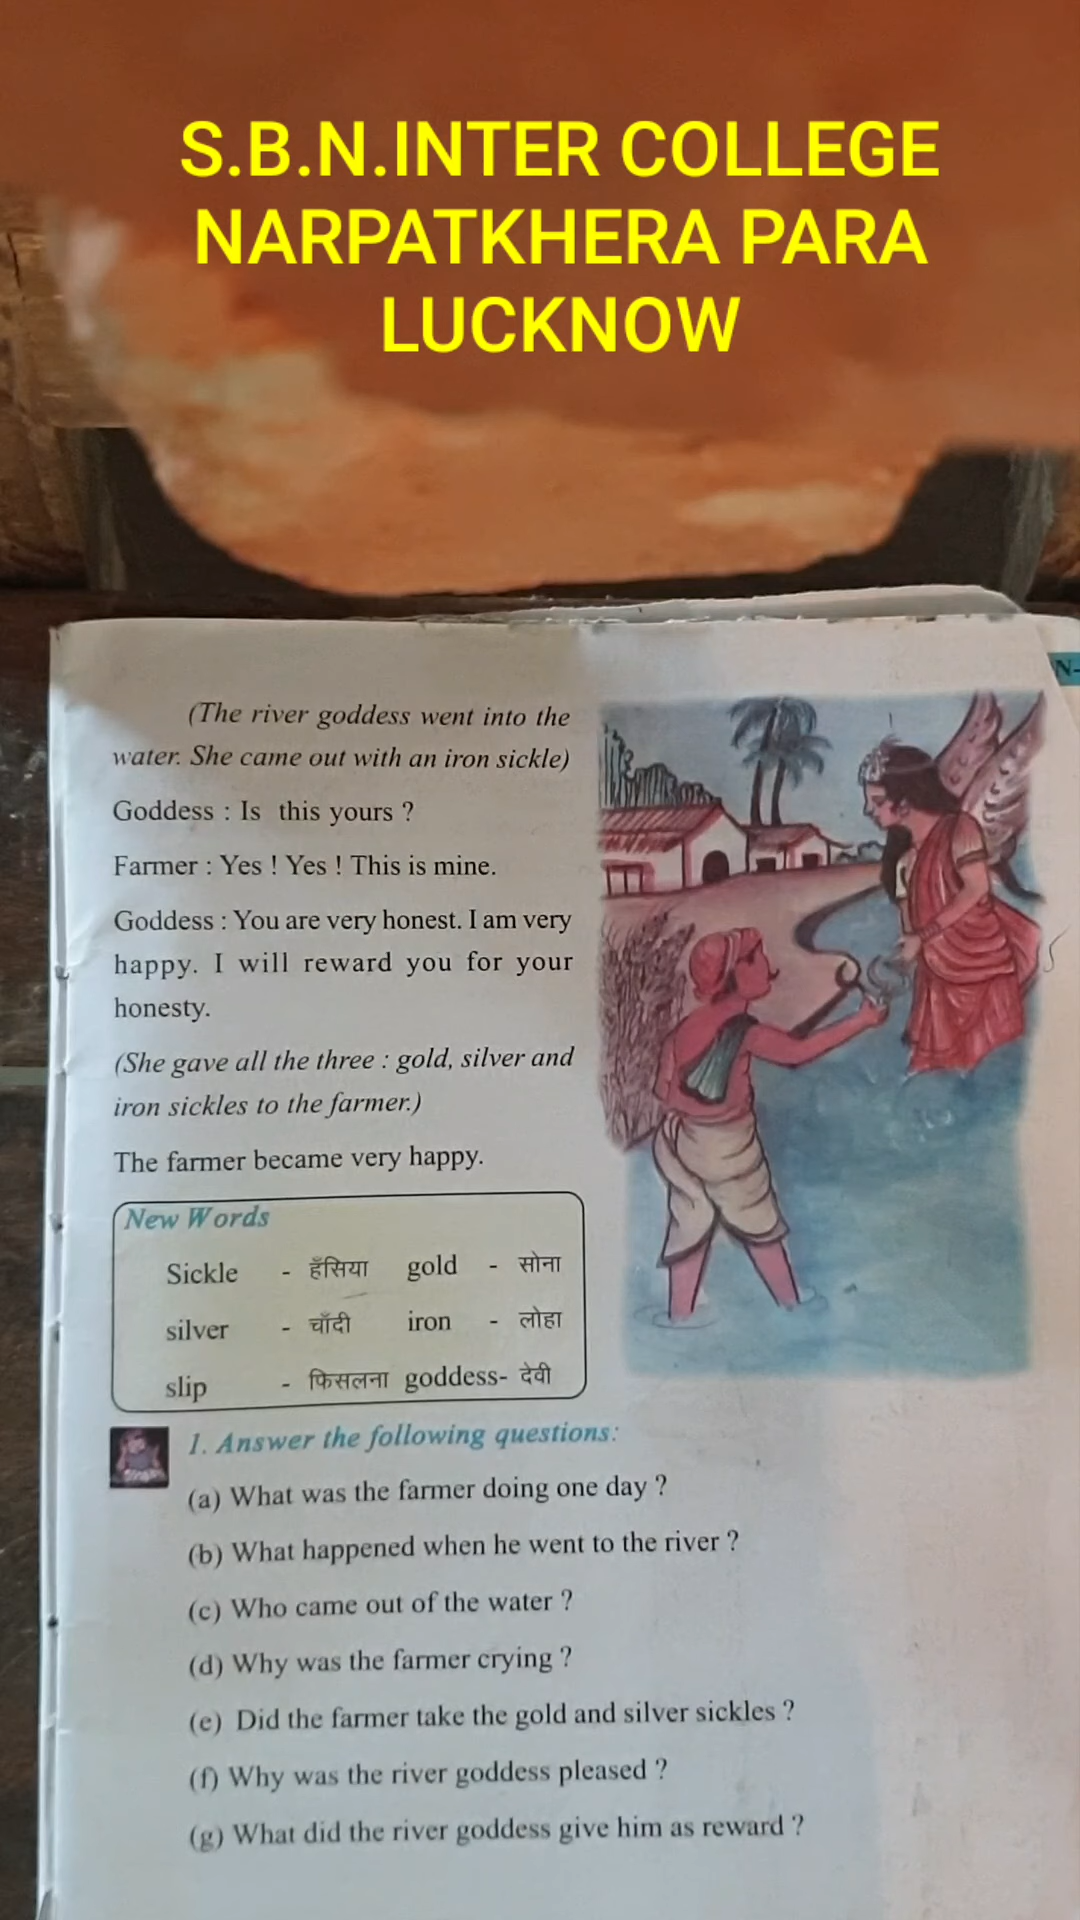 S.B.N.INTER COLLEGE
NARPATKHERA PARA
LUCKNOW
N-
(The river goddess went into the
water. She came out with an iron sickle)
Goddess : Is this yours ?
Farmer : Yes ! Yes ! This is mine.
Goddess : You are very honest. I am very
happy. I will reward you for your
honesty.
(She gave all the three : gold, silver and
iron sickles to the farmer.)
The farmer became very happy.
New Words
Sickle - हँसिया gold - सोना
silver - चाँदी iron - लोहा
slip - फिसलना goddess- देवी
1. Answer the following questions:
(a) What was the farmer doing one day ?
(b) What happened when he went to the river ?
(c) Who came out of the water ?
(d) Why was the farmer crying ?
(e) Did the farmer take the gold and silver sickles ?
(f) Why was the river goddess pleased ?
(g) What did the river goddess give him as reward ?